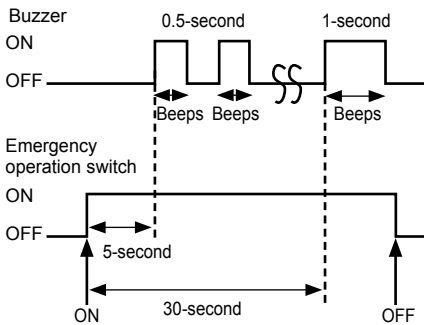 Buzzer
0.5-second 1-second
ON
OFF
Beeps Beeps Beeps
Emergency
operation switch
ON
OFF
5-second
30-second
ON OFF